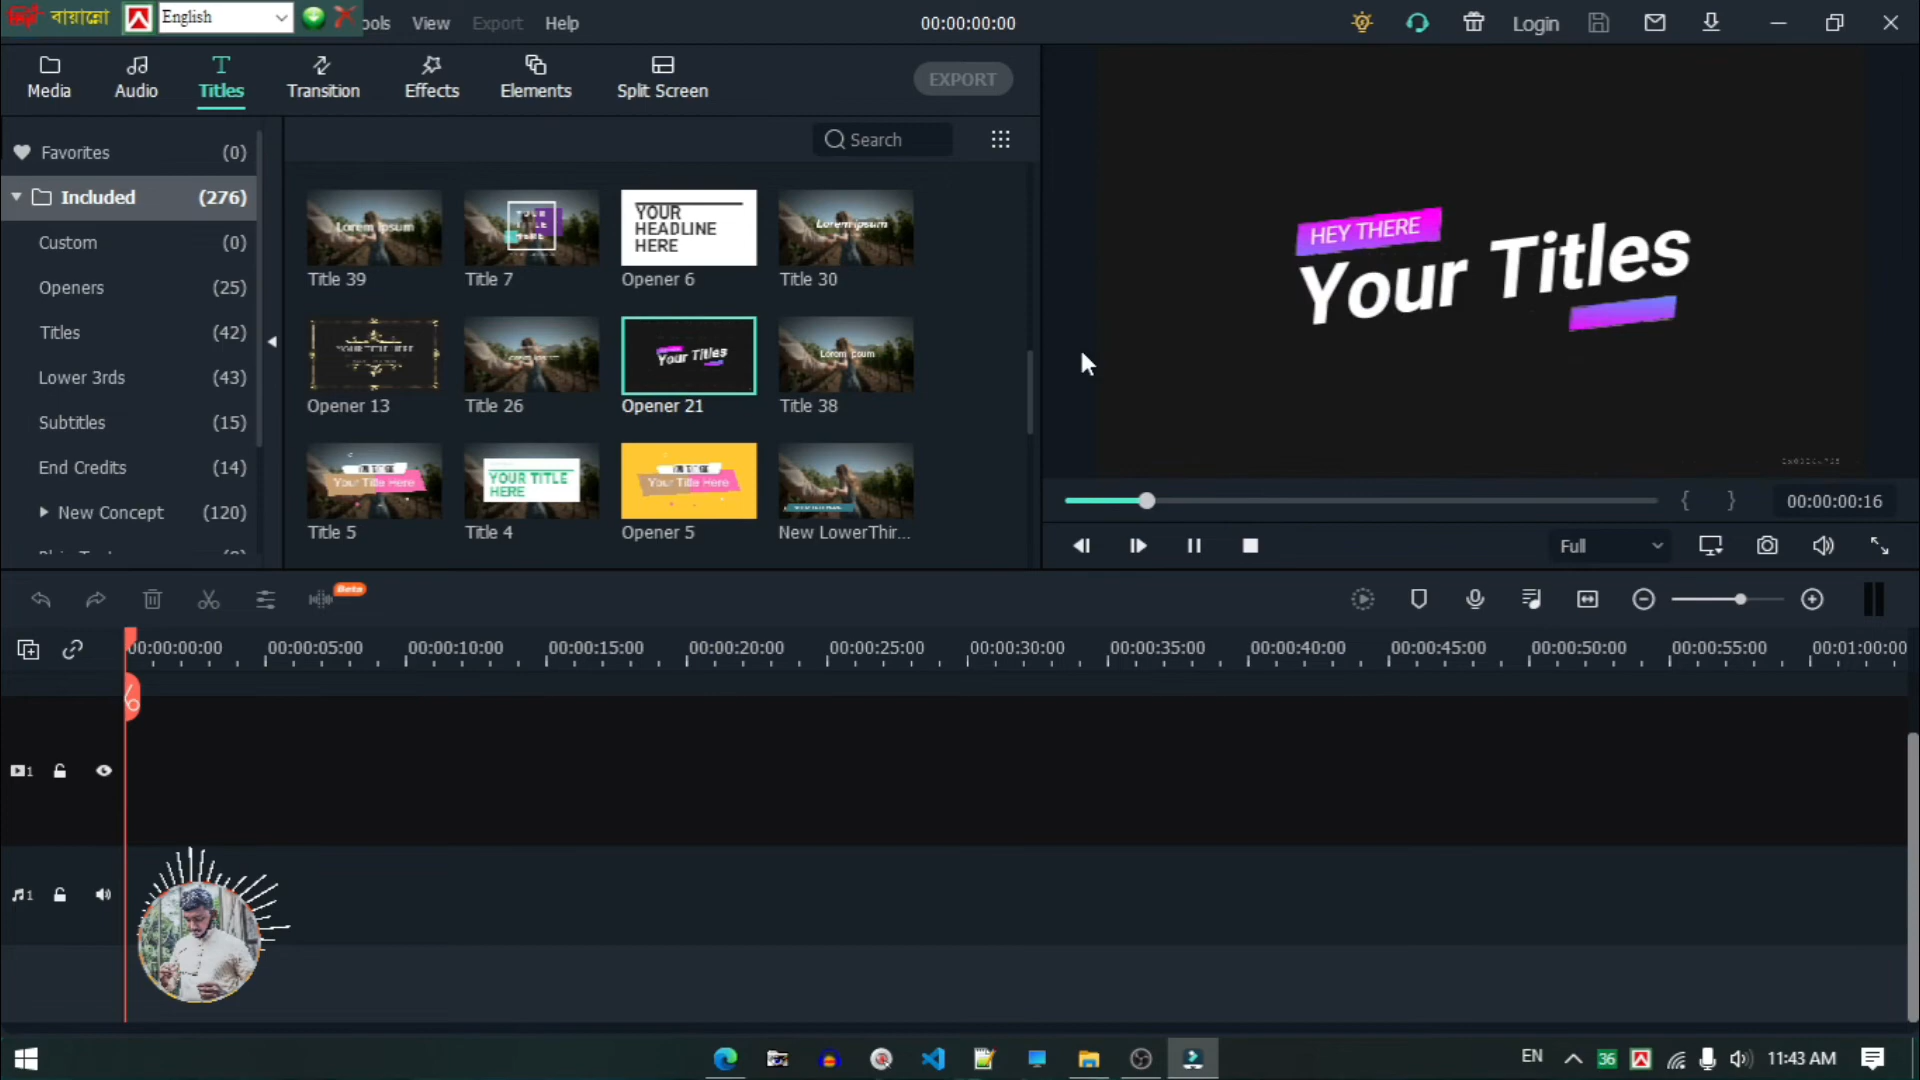 বায়ান্নো English ools View Export Help 00:00:00:00 Login
Media Audio Titles Transition Effects Elements Split Screen EXPORT
Search
Favorites (0)
Included (276)
Custom (0)
Openers (25)
Titles (42)
Lower 3rds (43)
Subtitles (15)
End Credits (14)
New Concept (120)
Lorem Ipsum
YOUR
HEADLINE
HERE
Lorem Ipsum
Title 39 Title 7 Opener 6 Title 30
YOUR TITLE HERE
Your Titles
Lorem Ipsum
Opener 13 Title 26 Opener 21 Title 38
Your Title Here
YOUR TITLE
HERE
Your Title Here
Title 5 Title 4 Opener 5 New LowerThir...
HEY THERE
Your Titles
{ } 00:00:00:16
Full
Beta
00:00:00:00 00:00:05:00 00:00:10:00 00:00:15:00 00:00:20:00 00:00:25:00 00:00:30:00 00:00:35:00 00:00:40:00 00:00:45:00 00:00:50:00 00:00:55:00 00:01:00:00
1
1
EN 36 11:43 AM